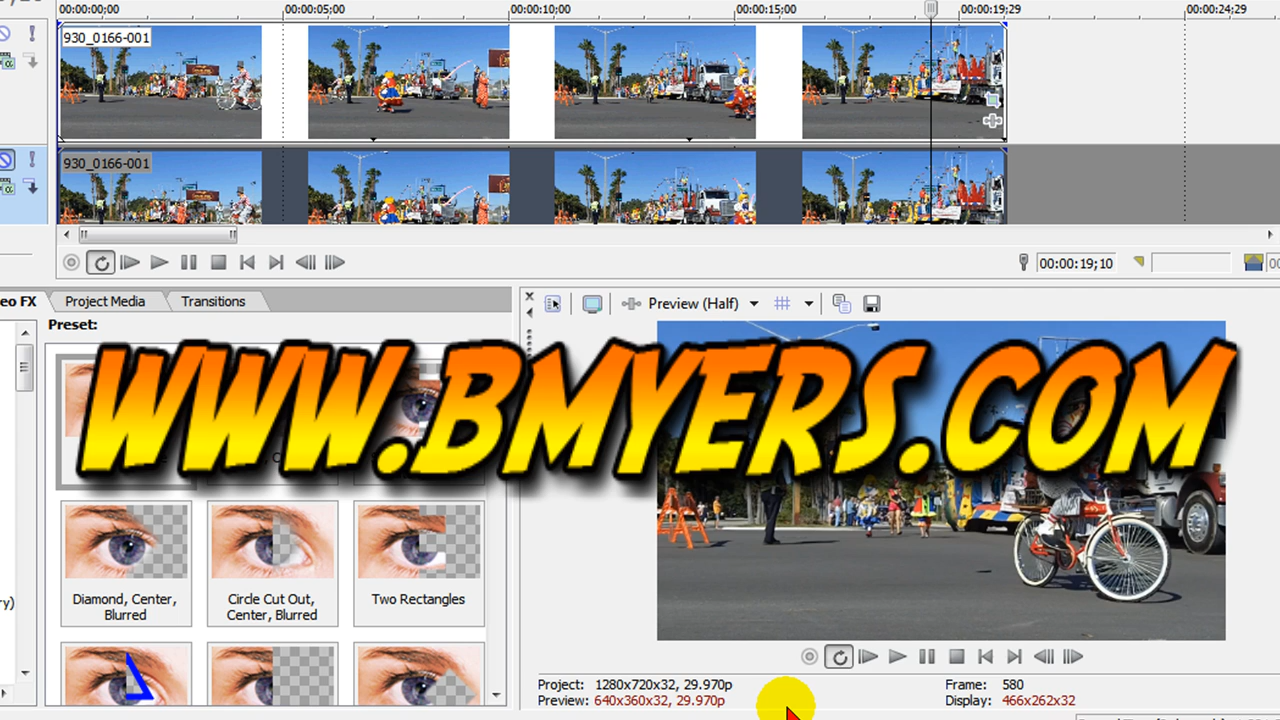 00:00:00;00 00:00:05;00 00:00:10;00 00:00:15;00 00:00:19;29 00:00:24;29
930_0166-001
930_0166-001
00:00:19;10
eo FX Project Media Transitions
Preview (Half)
Preset:
WWW.BMYERS.COM
Diamond, Center,
Blurred
Circle Cut Out,
Center, Blurred
Two Rectangles
ry)
Project: 1280x720x32, 29.970p
Frame: 580
Preview: 640x360x32, 29.970p
Display: 466x262x32